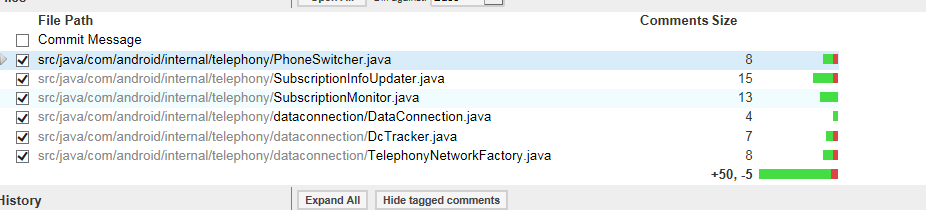 Open All
Base
File Path Comments Size
Commit Message
src/java/com/android/internal/telephony/PhoneSwitcher.java 8
src/java/com/android/internal/telephony/SubscriptionInfoUpdater.java 15
src/java/com/android/internal/telephony/SubscriptionMonitor.java 13
src/java/com/android/internal/telephony/dataconnection/DataConnection.java 4
src/java/com/android/internal/telephony/dataconnection/DcTracker.java 7
src/java/com/android/internal/telephony/dataconnection/TelephonyNetworkFactory.java 8
+50, -5
History Expand All Hide tagged comments